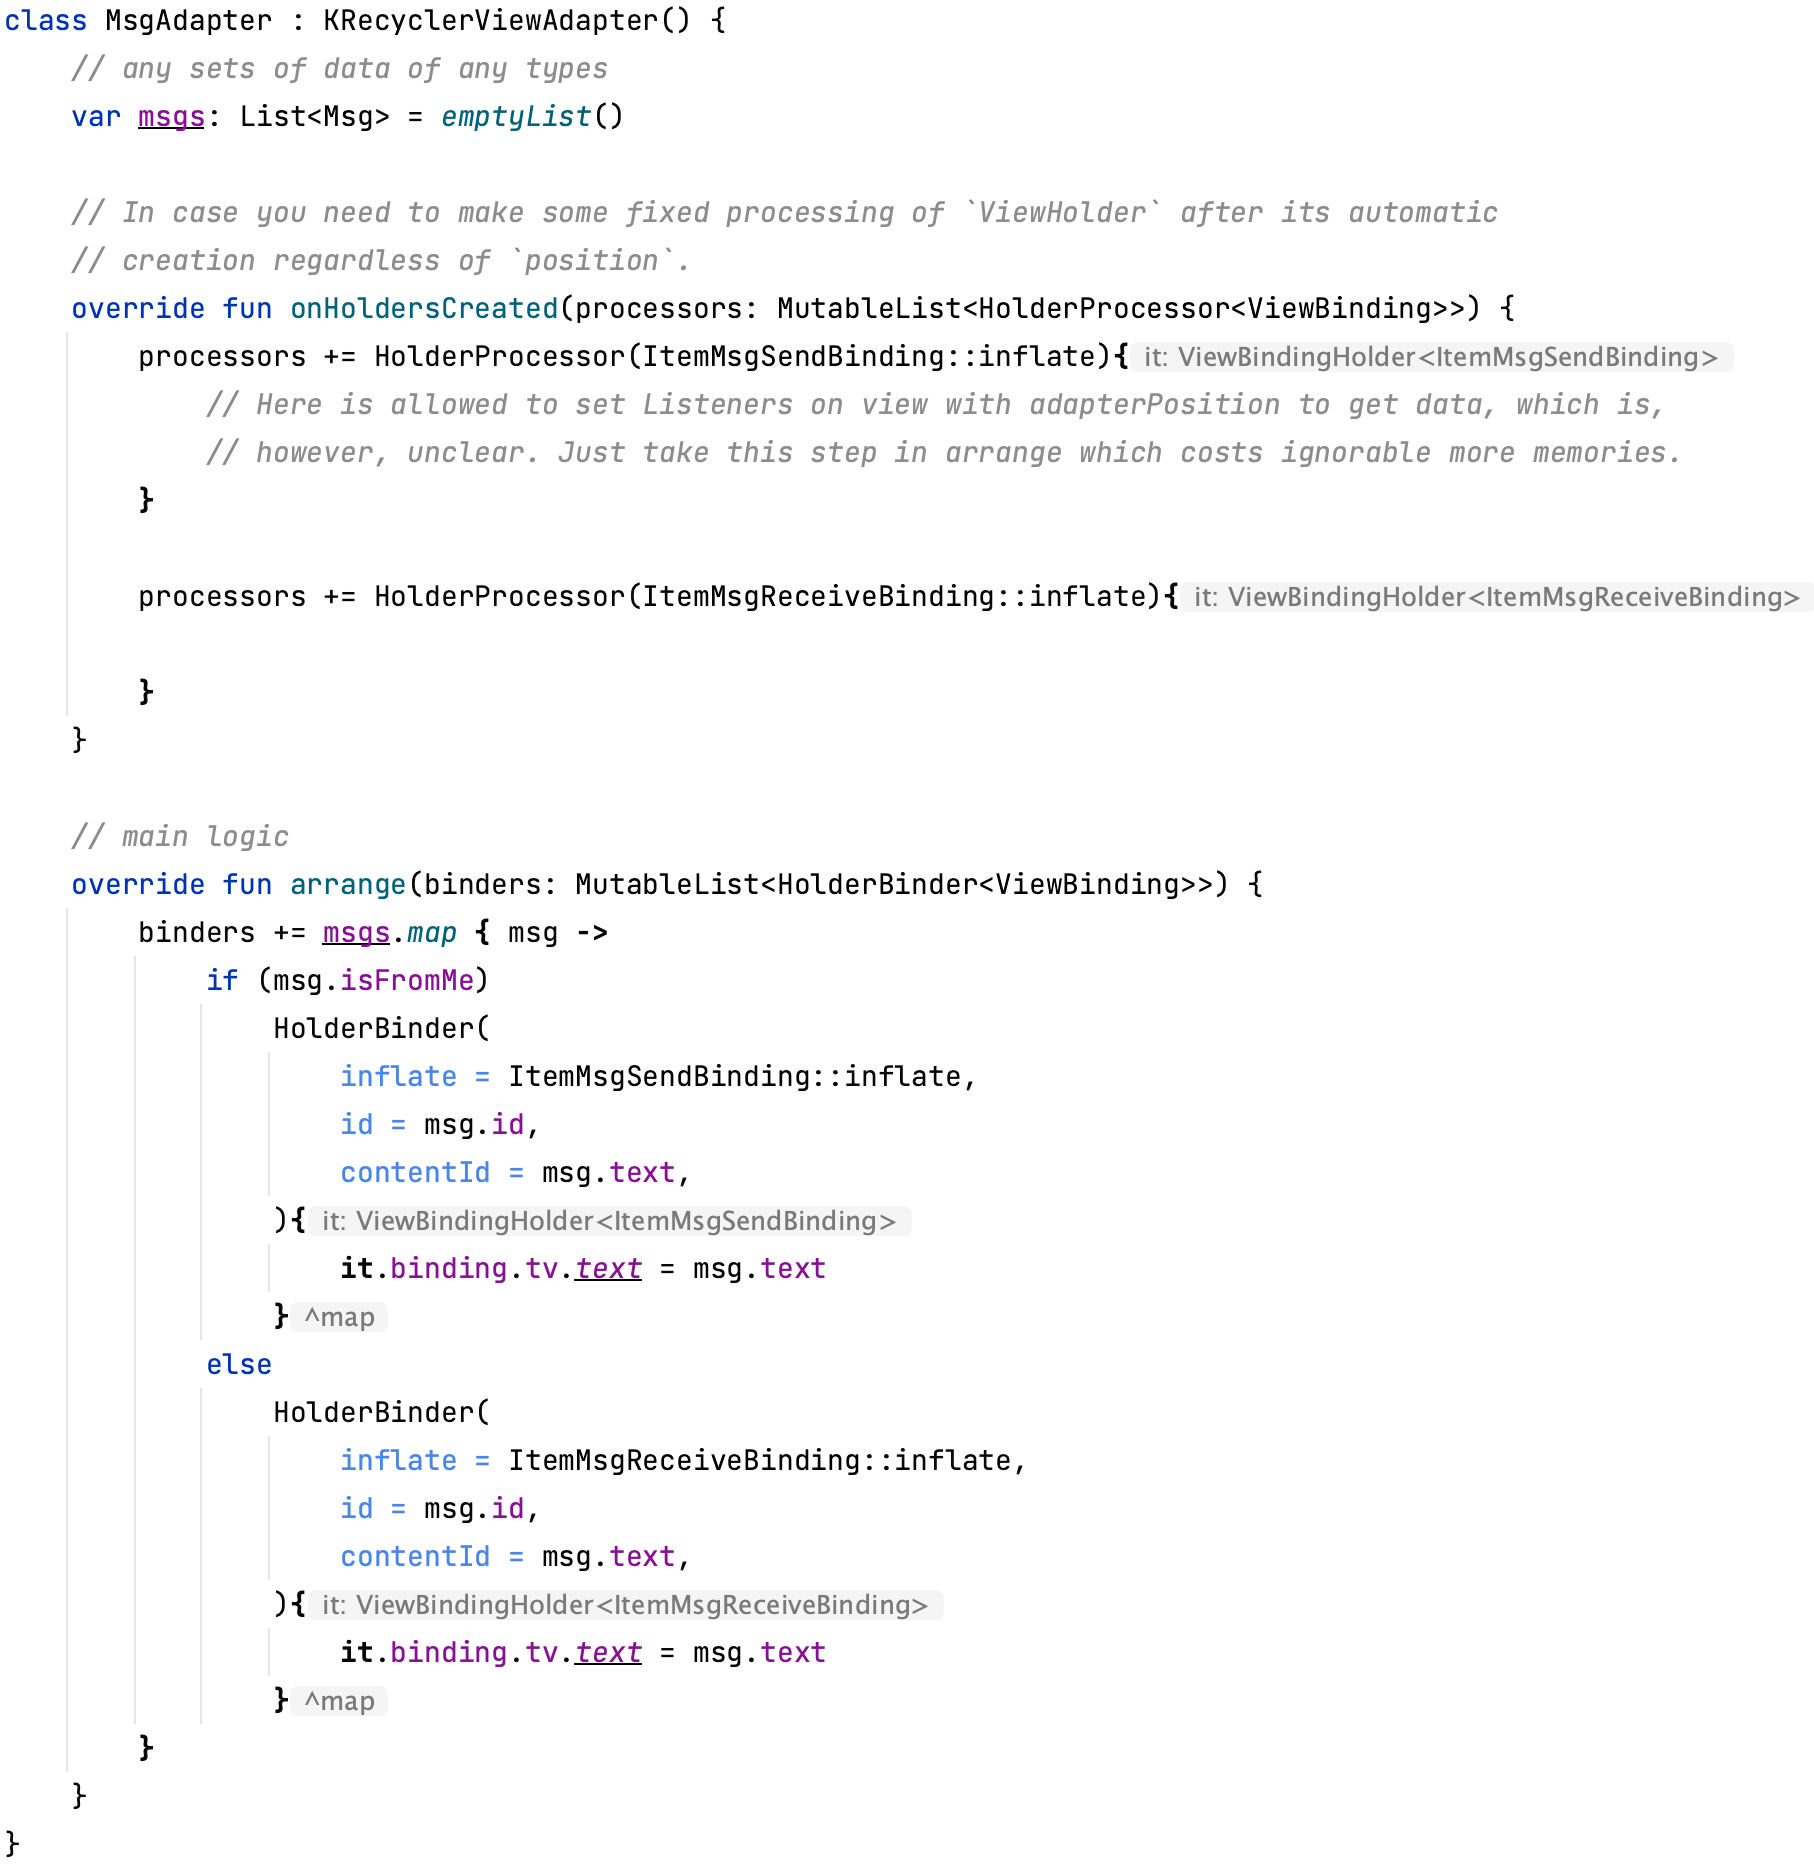 class MsgAdapter : KRecyclerViewAdapter() {
    // any sets of data of any types
    var msgs: List<Msg> = emptyList()

    // In case you need to make some fixed processing of `ViewHolder` after its automatic
    // creation regardless of `position`.
    override fun onHoldersCreated(processors: MutableList<HolderProcessor<ViewBinding>>) {
        processors += HolderProcessor(ItemMsgSendBinding::inflate){ it: ViewBindingHolder<ItemMsgSendBinding>
            // Here is allowed to set Listeners on view with adapterPosition to get data, which is,
            // however, unclear. Just take this step in arrange which costs ignorable more memories.
        }

        processors += HolderProcessor(ItemMsgReceiveBinding::inflate){ it: ViewBindingHolder<ItemMsgReceiveBinding>

        }
    }

    // main logic
    override fun arrange(binders: MutableList<HolderBinder<ViewBinding>>) {
        binders += msgs.map { msg ->
            if (msg.isFromMe)
                HolderBinder(
                    inflate = ItemMsgSendBinding::inflate,
                    id = msg.id,
                    contentId = msg.text,
                ){ it: ViewBindingHolder<ItemMsgSendBinding>
                    it.binding.tv.text = msg.text
                } ^map
            else
                HolderBinder(
                    inflate = ItemMsgReceiveBinding::inflate,
                    id = msg.id,
                    contentId = msg.text,
                ){ it: ViewBindingHolder<ItemMsgReceiveBinding>
                    it.binding.tv.text = msg.text
                } ^map
        }
    }
}